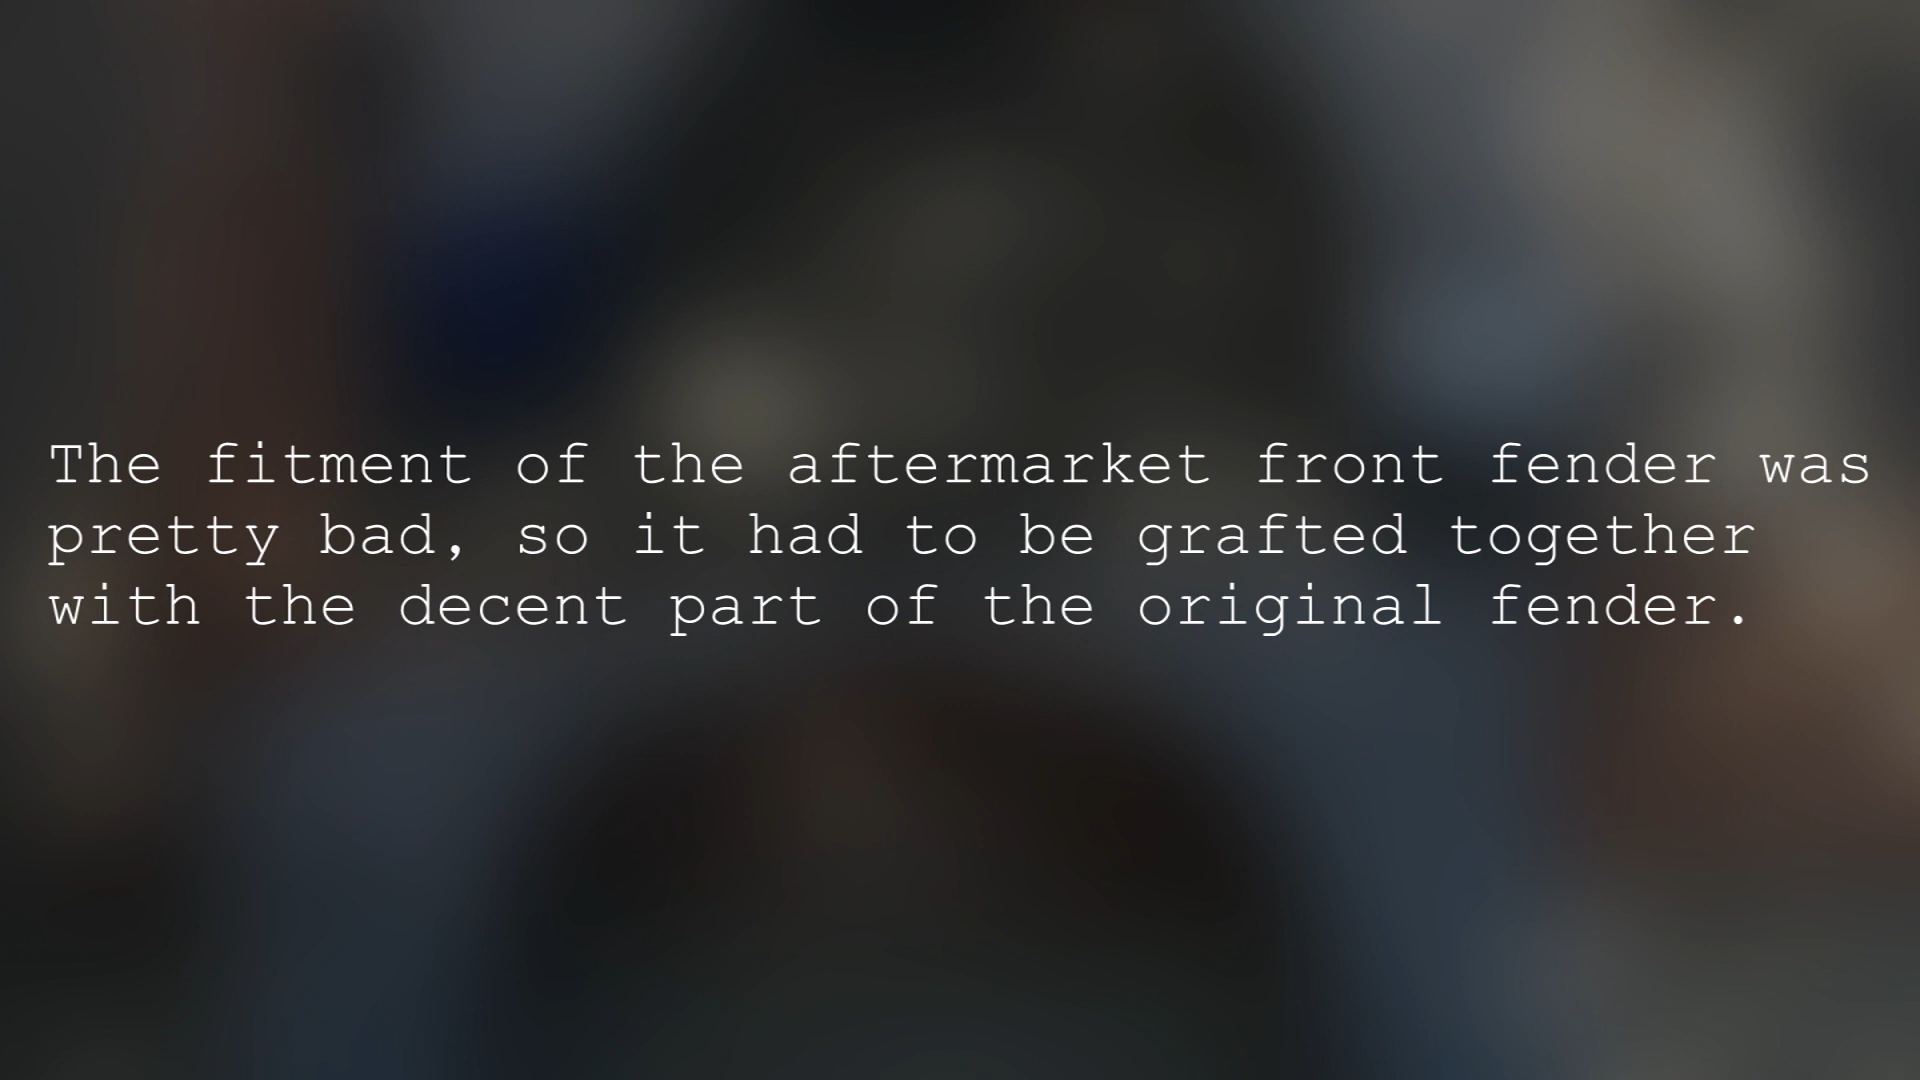 The fitment of the aftermarket front fender was
pretty bad, so it had to be grafted together
with the decent part of the original fender.